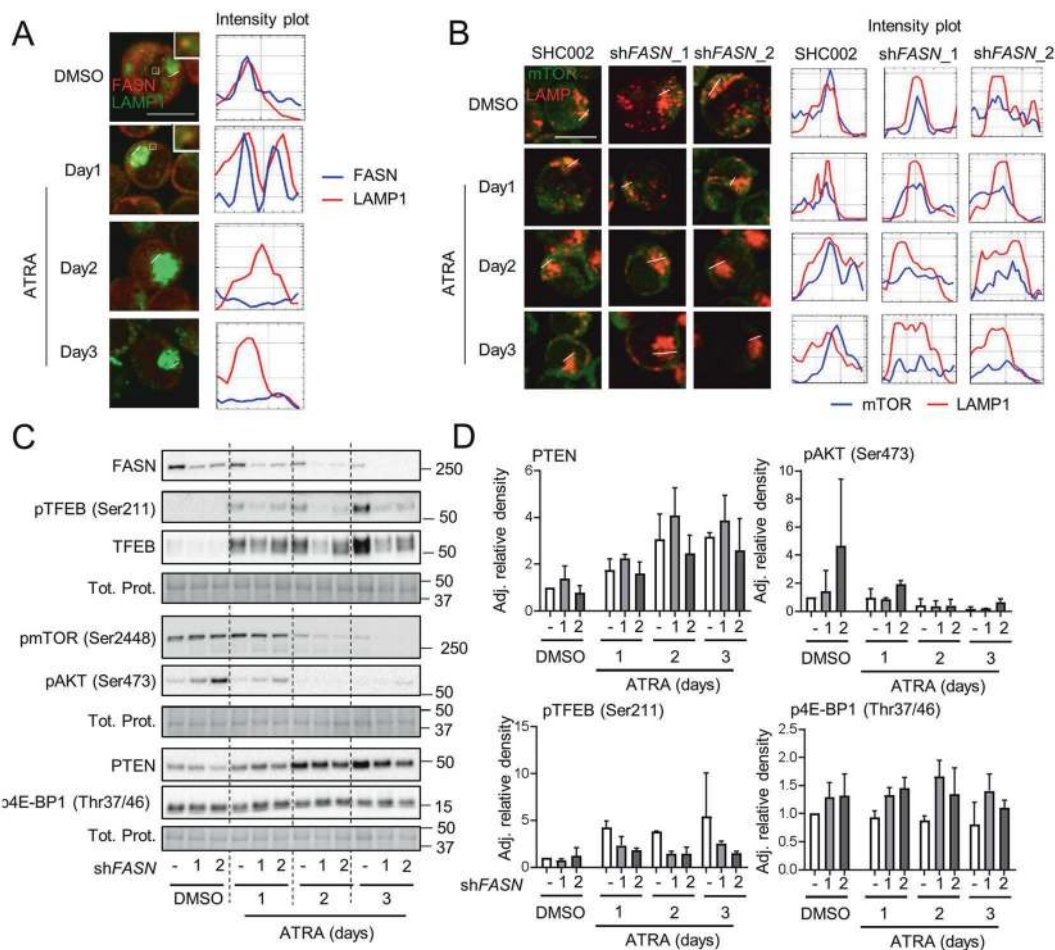 A
Intensity plot
DMSO
FASN
LAMP1
Day1
FASN
LAMP1
ATRA
Day2
Day3
B
Intensity plot
SHC002 shFASN_1 shFASN_2 SHC002 shFASN_1 shFASN_2
mTOR
LAMP1
DMSO
Day1
ATRA
Day2
Day3
mTOR LAMP1
C
FASN 250
pTFEB (Ser211) 50
TFEB 50
Tot. Prot. 50
37
pmTOR (Ser2448) 250
pAKT (Ser473) 50
Tot. Prot. 50
37
PTEN 50
p4E-BP1 (Thr37/46) 15
Tot. Prot. 50
37
shFASN - 1 2 - 1 2 - 1 2 - 1 2
DMSO 1 2 3
ATRA (days)
D
PTEN
Adj. relative density
6
4
2
0
- 1 2 - 1 2 - 1 2 - 1 2
DMSO 1 2 3
ATRA (days)
pAKT (Ser473)
Adj. relative density
10
8
6
4
2
0
- 1 2 - 1 2 - 1 2 - 1 2
DMSO 1 2 3
ATRA (days)
pTFEB (Ser211)
Adj. relative density
15
10
5
0
shFASN - 1 2 - 1 2 - 1 2 - 1 2
DMSO 1 2 3
ATRA (days)
p4E-BP1 (Thr37/46)
Adj. relative density
2.5
2.0
1.5
1.0
0.5
0.0
- 1 2 - 1 2 - 1 2 - 1 2
DMSO 1 2 3
ATRA (days)